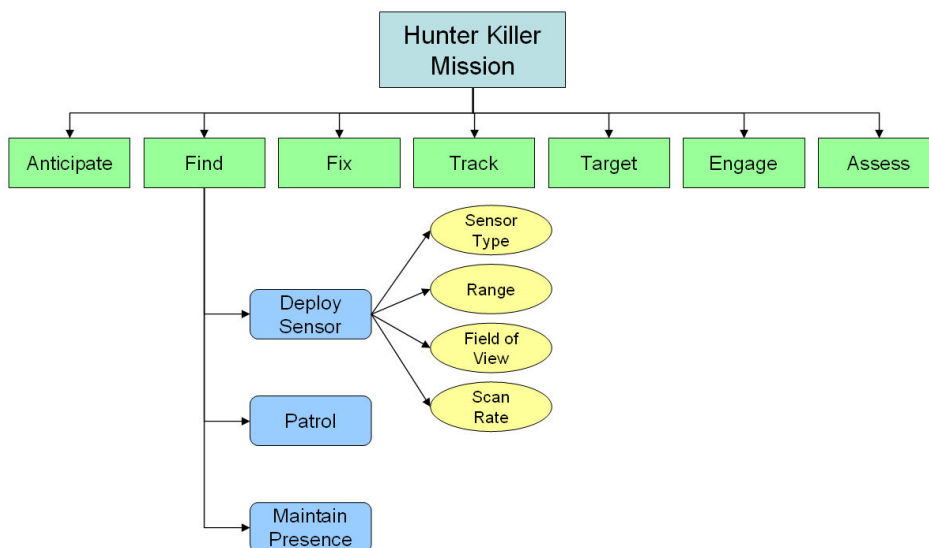 Hunter Killer
Mission
Anticipate
Find
Fix
Track
Target
Engage
Assess
Sensor
Type
Deploy
Sensor
Range
Field of
View
Scan
Rate
Patrol
Maintain
Presence